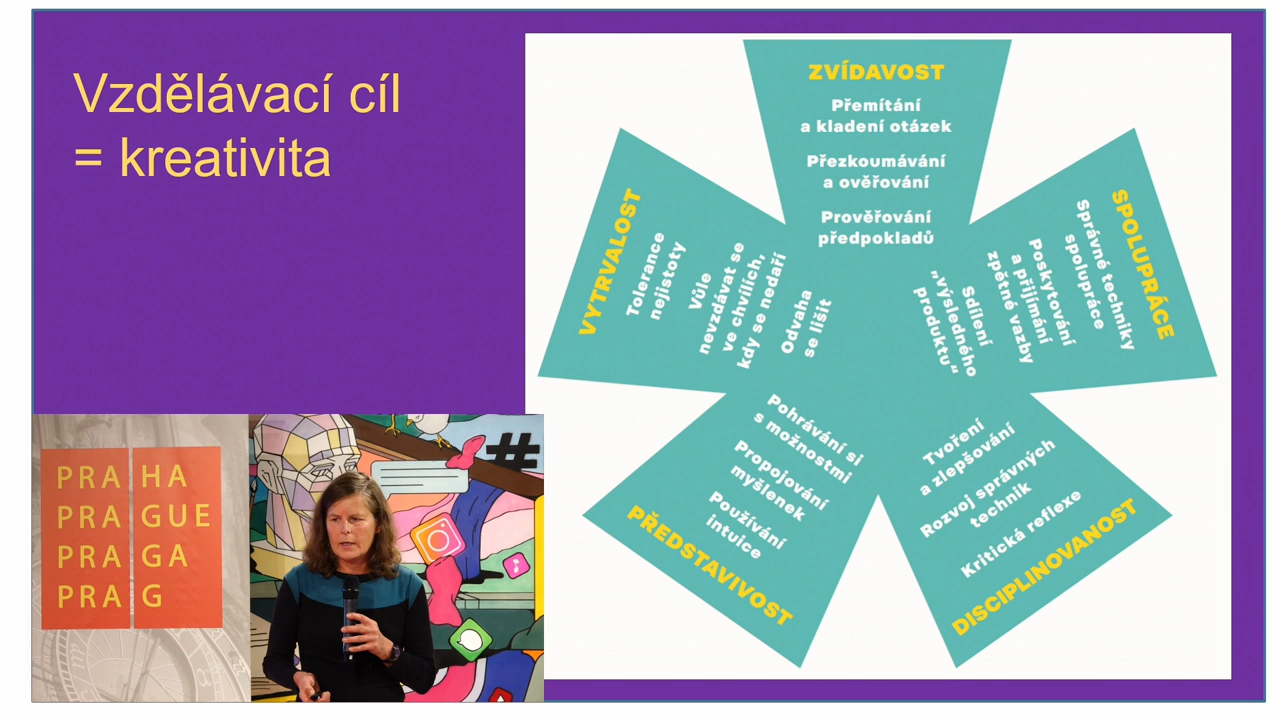 Vzdělávací cíl
= kreativita
ZVÍDAVOST
Přemítání
a kladení otázek
Přezkoumávání
a ověřování
Prověřování
předpokladů
SPOLUPRÁCE
Správné techniky
spolupráce
Poskytování
a přijímání
zpětné vazby
Sdílení
„výsledného
produktu“
DISCIPLINOVANOST
Tvoření
a zlepšování
Rozvoj správných
technik
Kritická reflexe
PŘEDSTAVIVOST
Pohrávání si
s možnostmi
Propojování
myšlenek
Používání
intuice
VYTRVALOST
Tolerance
nejistoty
Vůle
nevzdávat se
ve chvílích,
kdy se nedaří
Odvaha
se lišit
PRA HA
PRA GUE
PRA GA
PRA G
#